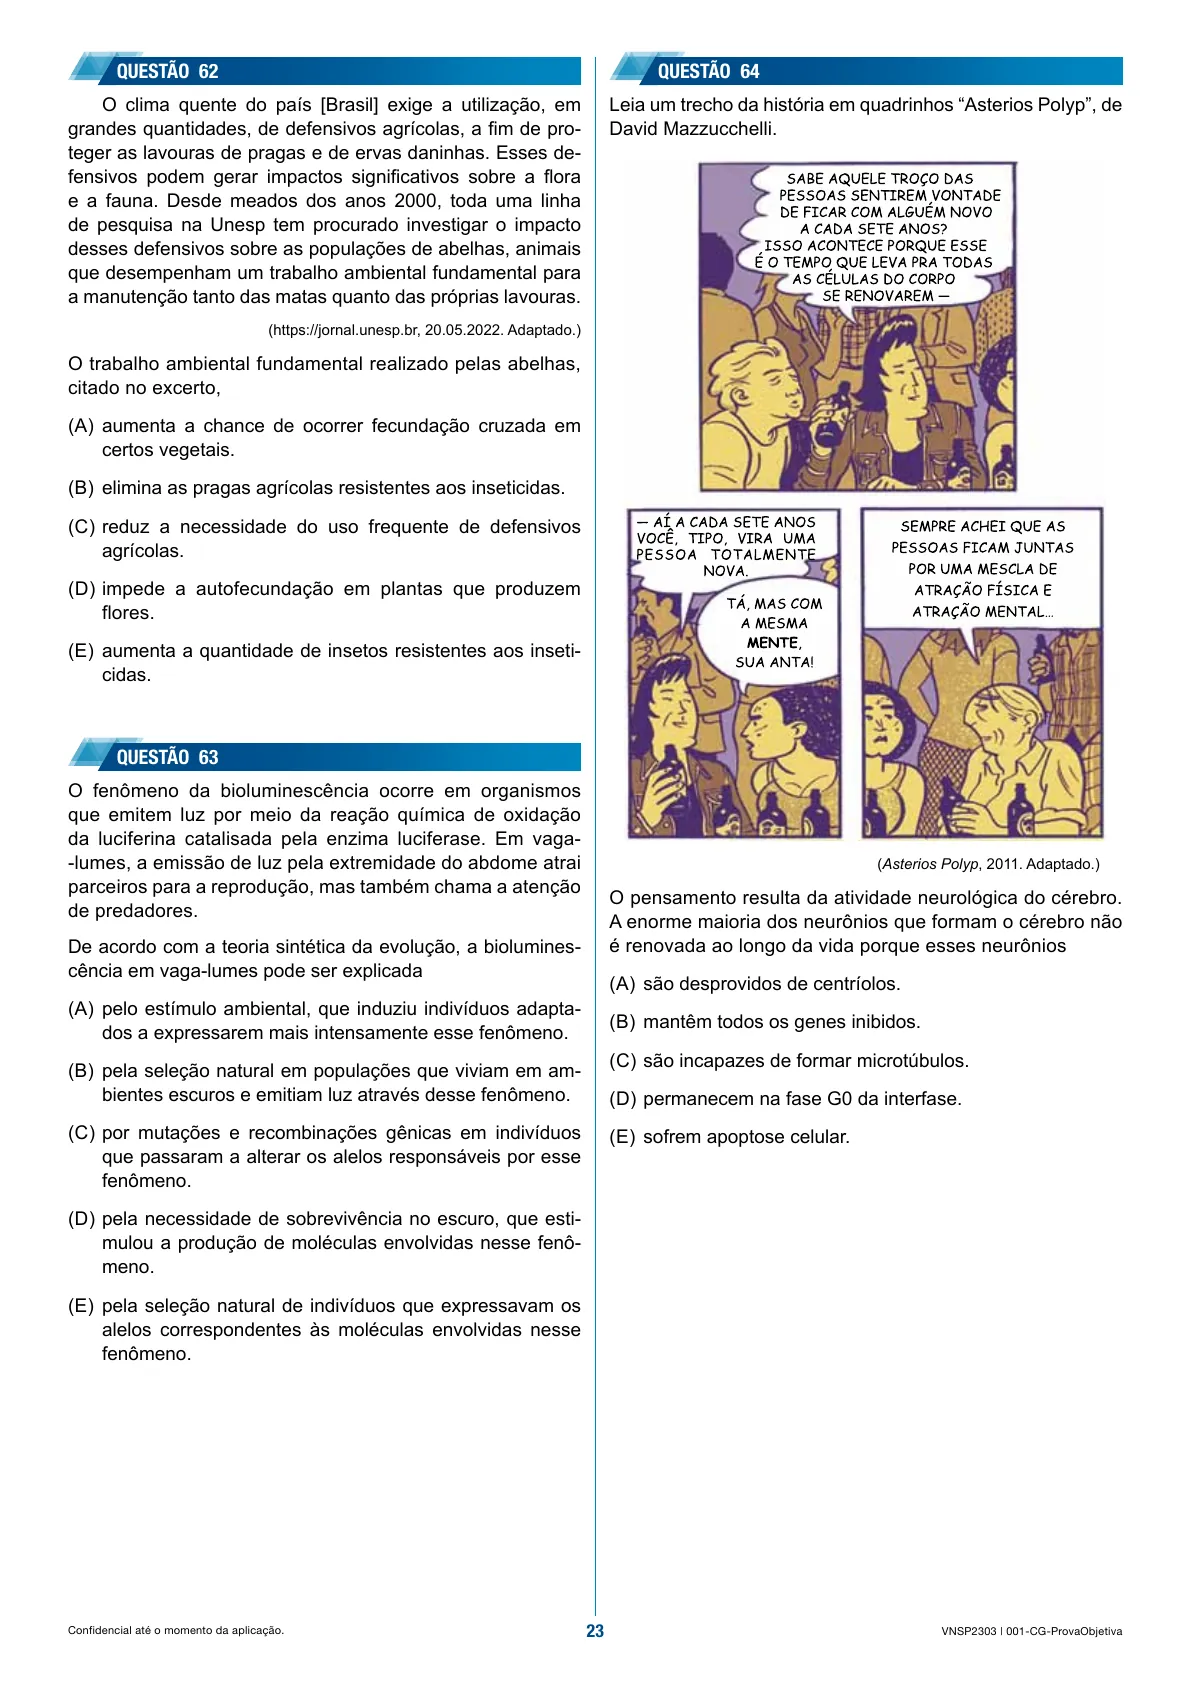 QUESTÃO 62
O clima quente do país [Brasil] exige a utilização, em
grandes quantidades, de defensivos agrícolas, a fim de pro-
teger as lavouras de pragas e de ervas daninhas. Esses de-
fensivos podem gerar impactos significativos sobre a flora
e a fauna. Desde meados dos anos 2000, toda uma linha
de pesquisa na Unesp tem procurado investigar o impacto
desses defensivos sobre as populações de abelhas, animais
que desempenham um trabalho ambiental fundamental para
a manutenção tanto das matas quanto das próprias lavouras.
(https://jornal.unesp.br, 20.05.2022. Adaptado.)
O trabalho ambiental fundamental realizado pelas abelhas,
citado no excerto,
(A) aumenta a chance de ocorrer fecundação cruzada em
certos vegetais.
(B) elimina as pragas agrícolas resistentes aos inseticidas.
(C) reduz a necessidade do uso frequente de defensivos
agrícolas.
(D) impede a autofecundação em plantas que produzem
flores.
(E) aumenta a quantidade de insetos resistentes aos inseti-
cidas.
QUESTÃO 63
O fenômeno da bioluminescência ocorre em organismos
que emitem luz por meio da reação química de oxidação
da luciferina catalisada pela enzima luciferase. Em vaga-
-lumes, a emissão de luz pela extremidade do abdome atrai
parceiros para a reprodução, mas também chama a atenção
de predadores.
De acordo com a teoria sintética da evolução, a biolumines-
cência em vaga-lumes pode ser explicada
(A) pelo estímulo ambiental, que induziu indivíduos adapta-
dos a expressarem mais intensamente esse fenômeno.
(B) pela seleção natural em populações que viviam em am-
bientes escuros e emitiam luz através desse fenômeno.
(C) por mutações e recombinações gênicas em indivíduos
que passaram a alterar os alelos responsáveis por esse
fenômeno.
(D) pela necessidade de sobrevivência no escuro, que esti-
mulou a produção de moléculas envolvidas nesse fenô-
meno.
(E) pela seleção natural de indivíduos que expressavam os
alelos correspondentes às moléculas envolvidas nesse
fenômeno.
QUESTÃO 64
Leia um trecho da história em quadrinhos “Asterios Polyp”, de
David Mazzucchelli.
SABE AQUELE TROÇO DAS
PESSOAS SENTIREM VONTADE
DE FICAR COM ALGUÉM NOVO
A CADA SETE ANOS?
ISSO ACONTECE PORQUE ESSE
É O TEMPO QUE LEVA PRA TODAS
AS CÉLULAS DO CORPO
SE RENOVAREM —
— AÍ A CADA SETE ANOS
VOCÊ, TIPO, VIRA UMA
PESSOA TOTALMENTE
NOVA.
TÁ, MAS COM
A MESMA
MENTE,
SUA ANTA!
SEMPRE ACHEI QUE AS
PESSOAS FICAM JUNTAS
POR UMA MESCLA DE
ATRAÇÃO FÍSICA E
ATRAÇÃO MENTAL...
(Asterios Polyp, 2011. Adaptado.)
O pensamento resulta da atividade neurológica do cérebro.
A enorme maioria dos neurônios que formam o cérebro não
é renovada ao longo da vida porque esses neurônios
(A) são desprovidos de centríolos.
(B) mantêm todos os genes inibidos.
(C) são incapazes de formar microtúbulos.
(D) permanecem na fase G0 da interfase.
(E) sofrem apoptose celular.
Confidencial até o momento da aplicação.
23
VNSP2303 | 001-CG-ProvaObjetiva